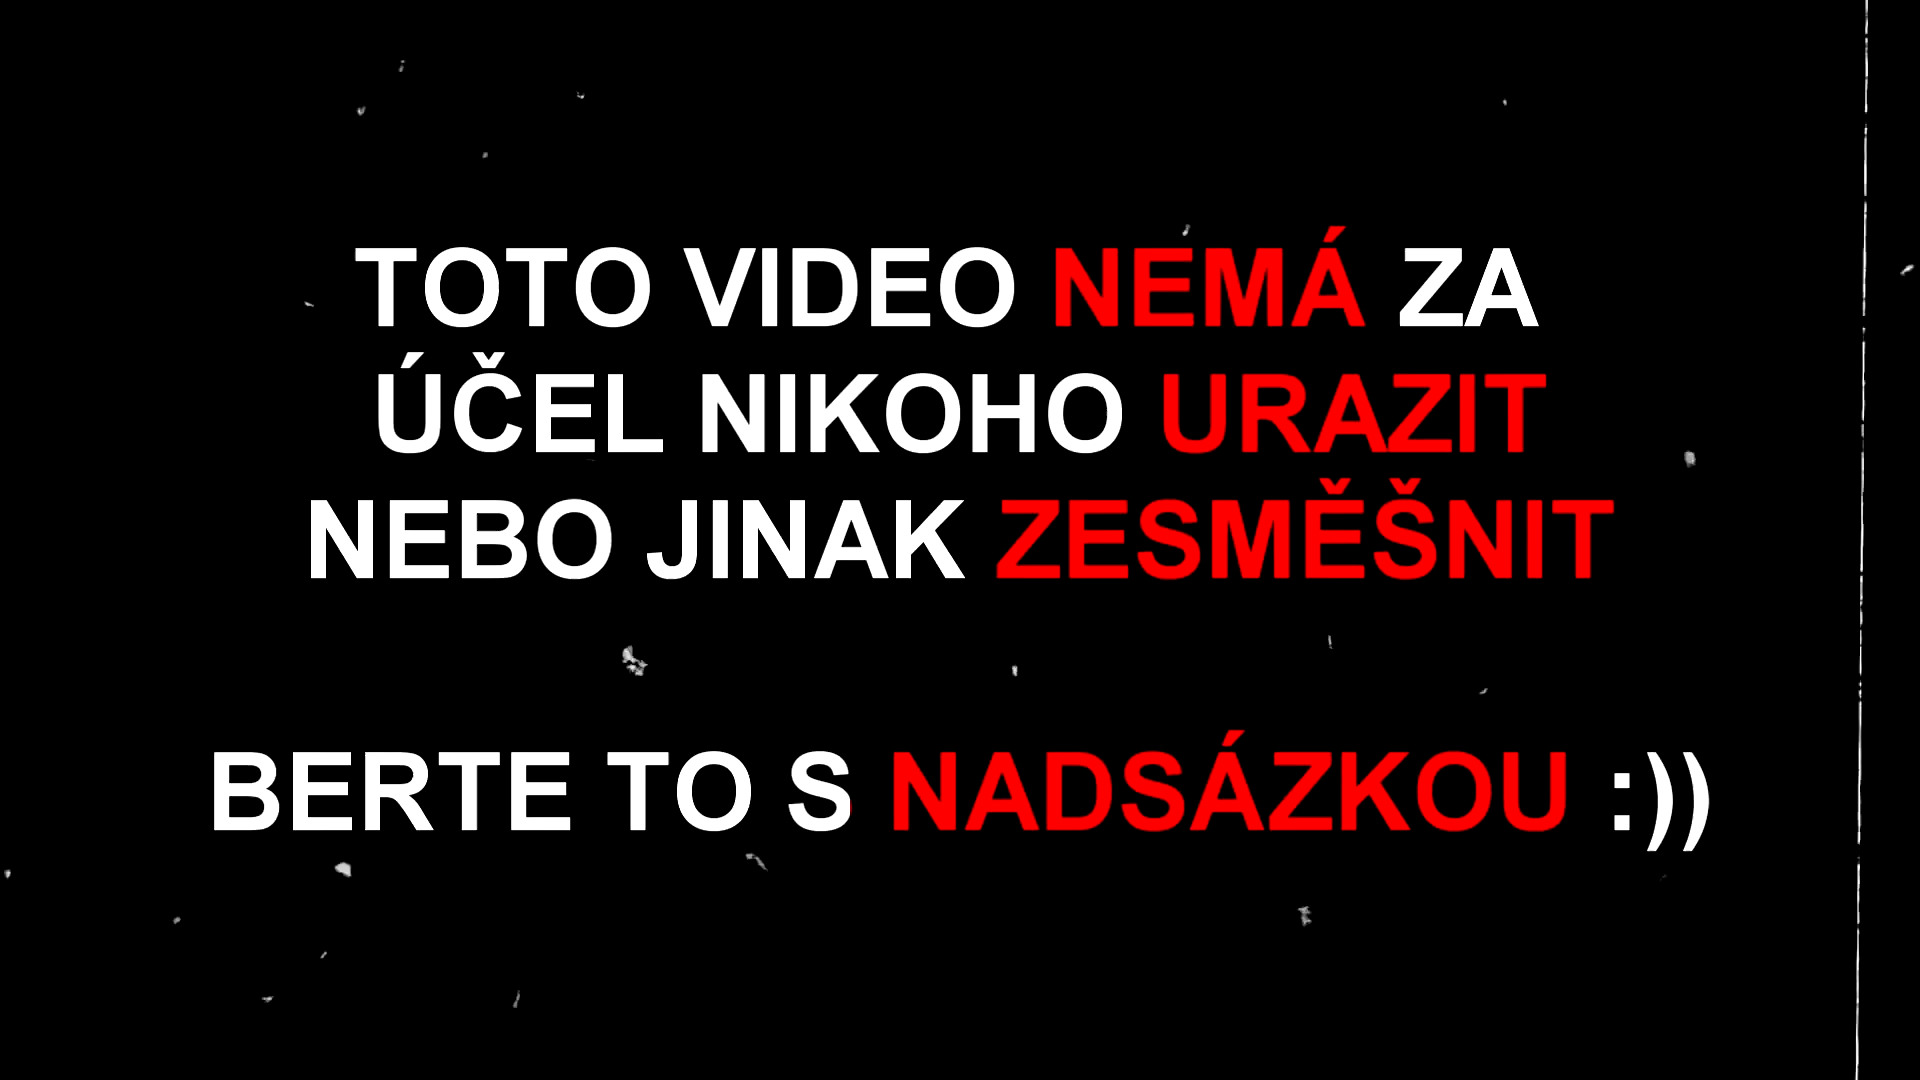 TOTO VIDEO NEMÁ ZA
ÚČEL NIKOHO URAZIT
NEBO JINAK ZESMĚŠNIT
BERTE TO S NADSÁZKOU :))